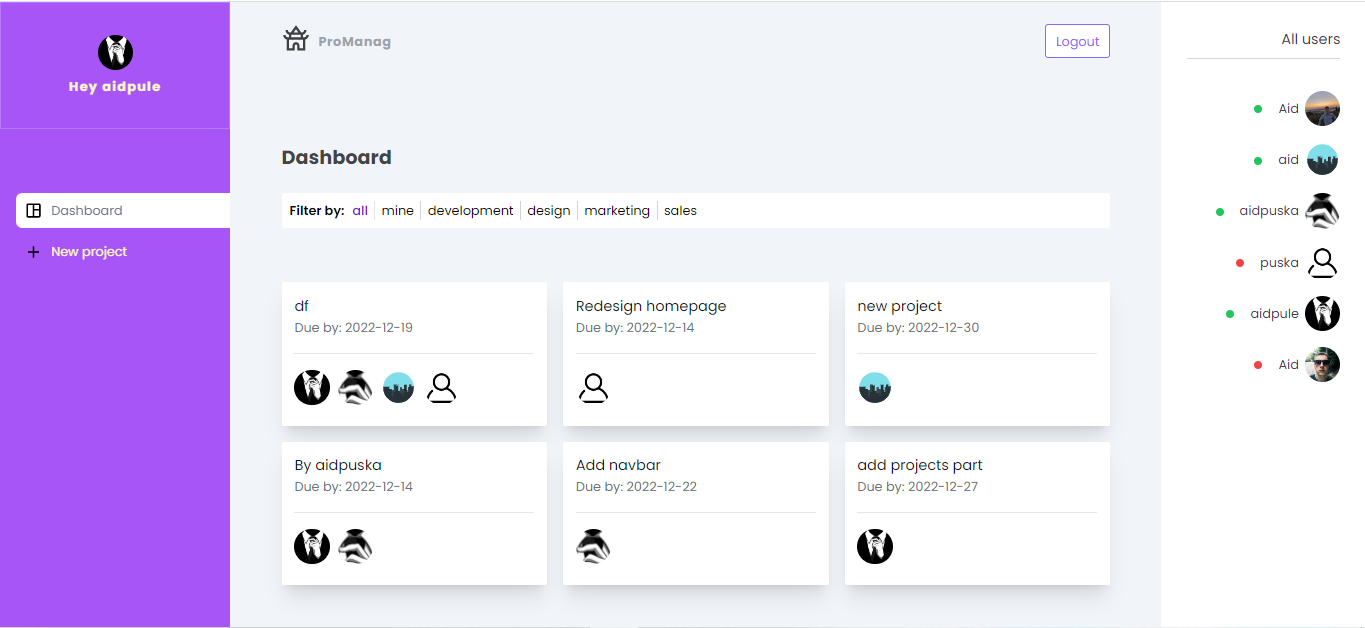 Hey aidpule
Dashboard
New project
ProManag
Logout
Dashboard
Filter by: all mine development design marketing sales
df
Due by: 2022-12-19
Redesign homepage
Due by: 2022-12-14
new project
Due by: 2022-12-30
By aidpuska
Due by: 2022-12-14
Add navbar
Due by: 2022-12-22
add projects part
Due by: 2022-12-27
All users
Aid
aid
aidpuska
puska
aidpule
Aid